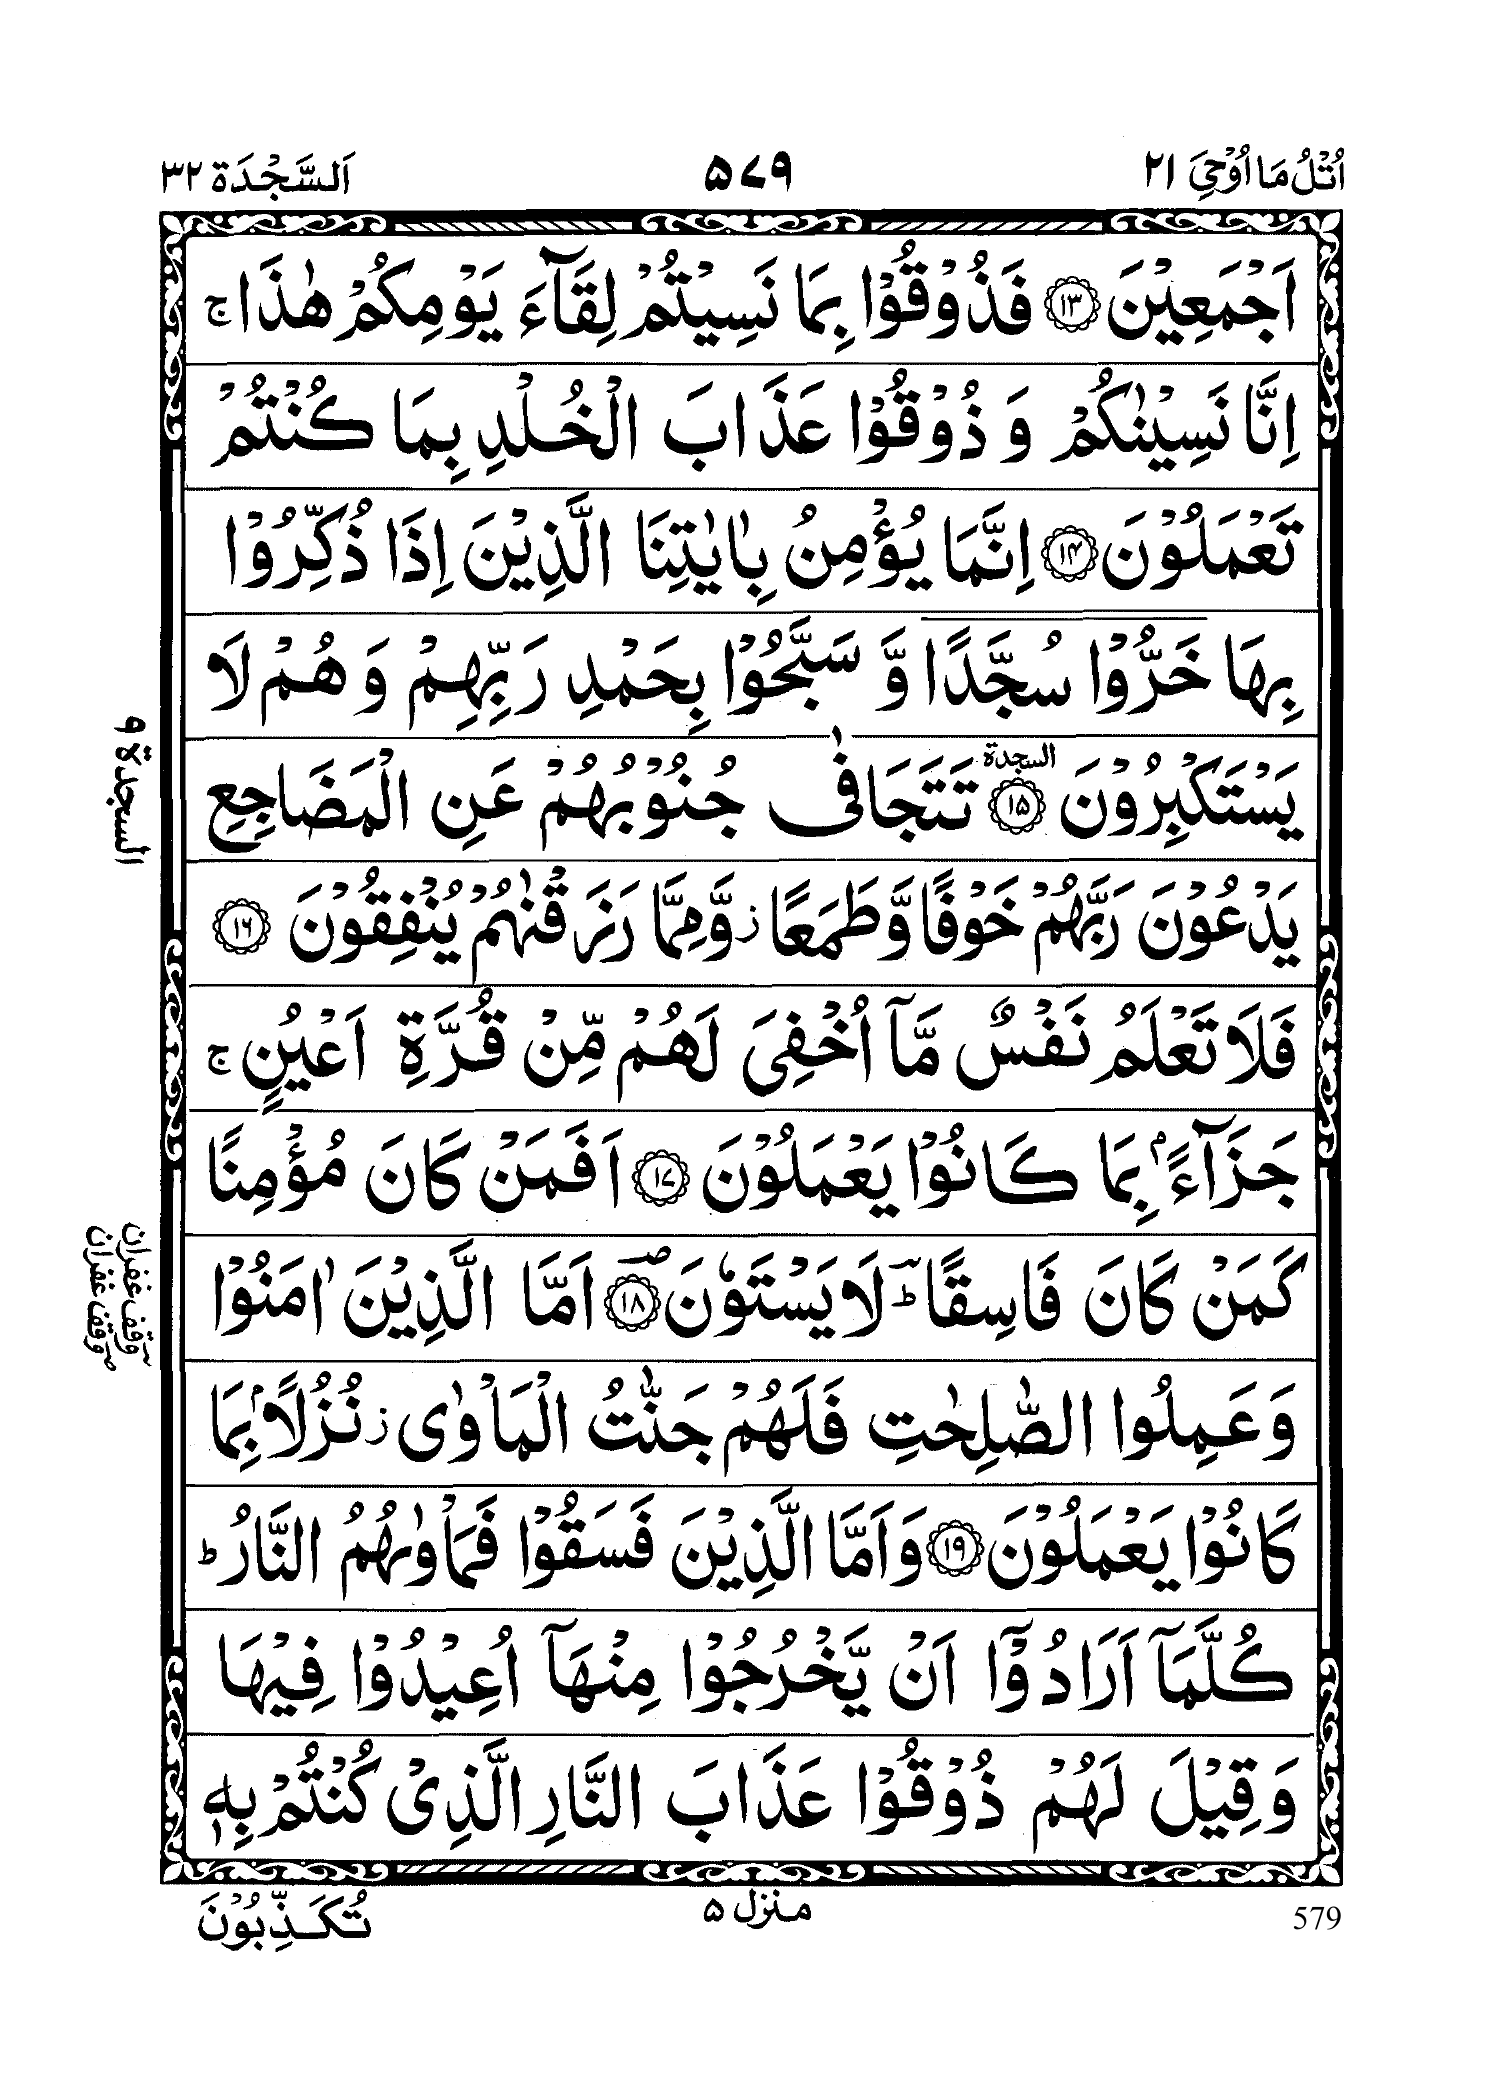 اُتْلُ مَا اُوْحِیَ ۲۱
۵۷۹
اَلسَّجْدَة ۳۲
اَجْمَعِیْنَ ﴿۱۳﴾ فَذُوْقُوْا بِمَا نَسِیْتُمْ لِقَآءَ یَوْمِكُمْ هٰذَا ۚ
اِنَّا نَسِیْنٰكُمْ وَ ذُوْقُوْا عَذَابَ الْخُلْدِ بِمَا كُنْتُمْ
تَعْمَلُوْنَ ﴿۱۴﴾ اِنَّمَا یُؤْمِنُ بِاٰیٰتِنَا الَّذِیْنَ اِذَا ذُكِّرُوْا
بِهَا خَرُّوْا سُجَّدًا وَّ سَبَّحُوْا بِحَمْدِ رَبِّهِمْ وَ هُمْ لَا
یَسْتَكْبِرُوْنَ ﴿۱۵﴾ السجدة تَتَجَافٰی جُنُوْبُهُمْ عَنِ الْمَضَاجِعِ
یَدْعُوْنَ رَبَّهُمْ خَوْفًا وَّ طَمَعًا ز وَّ مِمَّا رَزَقْنٰهُمْ یُنْفِقُوْنَ ﴿۱۶﴾
فَلَا تَعْلَمُ نَفْسٌ مَّاۤ اُخْفِیَ لَهُمْ مِّنْ قُرَّةِ اَعْیُنٍ ۚ
جَزَآءًۢ بِمَا كَانُوْا یَعْمَلُوْنَ ﴿۱۷﴾ اَفَمَنْ كَانَ مُؤْمِنًا
كَمَنْ كَانَ فَاسِقًا ؕ لَا یَسْتَوٗنَ ﴿۱۸﴾ اَمَّا الَّذِیْنَ اٰمَنُوْا
وَ عَمِلُوا الصّٰلِحٰتِ فَلَهُمْ جَنّٰتُ الْمَاْوٰی ز نُزُلًۢا بِمَا
كَانُوْا یَعْمَلُوْنَ ﴿۱۹﴾ وَ اَمَّا الَّذِیْنَ فَسَقُوْا فَمَاْوٰىهُمُ النَّارُ ؕ
كُلَّمَاۤ اَرَادُوْۤا اَنْ یَّخْرُجُوْا مِنْهَاۤ اُعِیْدُوْا فِیْهَا
وَ قِیْلَ لَهُمْ ذُوْقُوْا عَذَابَ النَّارِ الَّذِیْ كُنْتُمْ بِهٖ
السجدة ۹
وقف غفران
وقف غفران
579
منزل ۵
تُكَذِّبُوْنَ